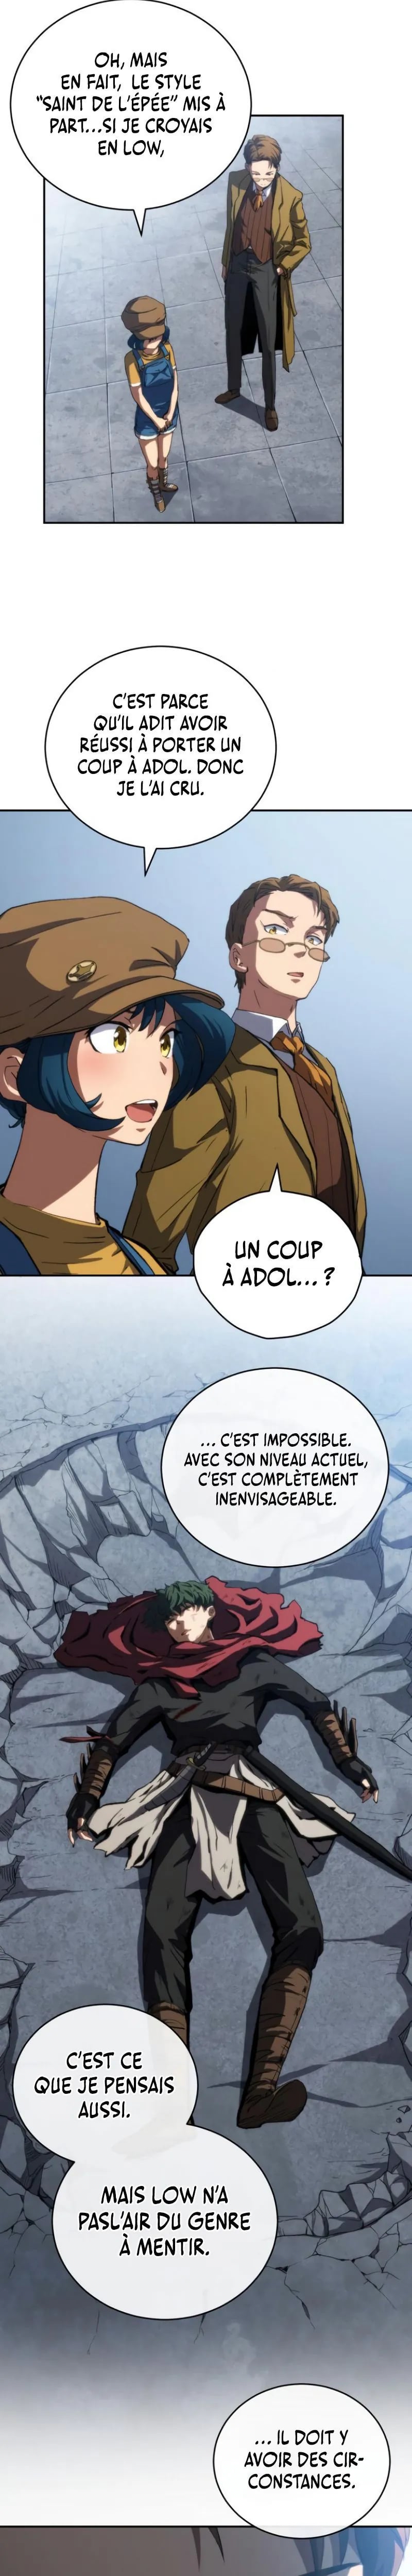 OH, MAIS
EN FAIT, LE STYLE
"SAINT DE L'ÉPÉE" MIS À
PART...SI JE CROYAIS
EN LOW,
C'EST PARCE
QU'IL ADIT AVOIR
RÉUSSI À PORTER UN
COUP À ADOL. DONC
JE L'AI CRU.
UN COUP
À ADOL... ?
... C'EST IMPOSSIBLE.
AVEC SON NIVEAU ACTUEL,
C'EST COMPLÈTEMENT
INENVISAGEABLE.
C'EST CE
QUE JE PENSAIS
AUSSI.
MAIS LOW N'A
PASL'AIR DU GENRE
À MENTIR.
... IL DOIT Y
AVOIR DES CIR-
CONSTANCES.